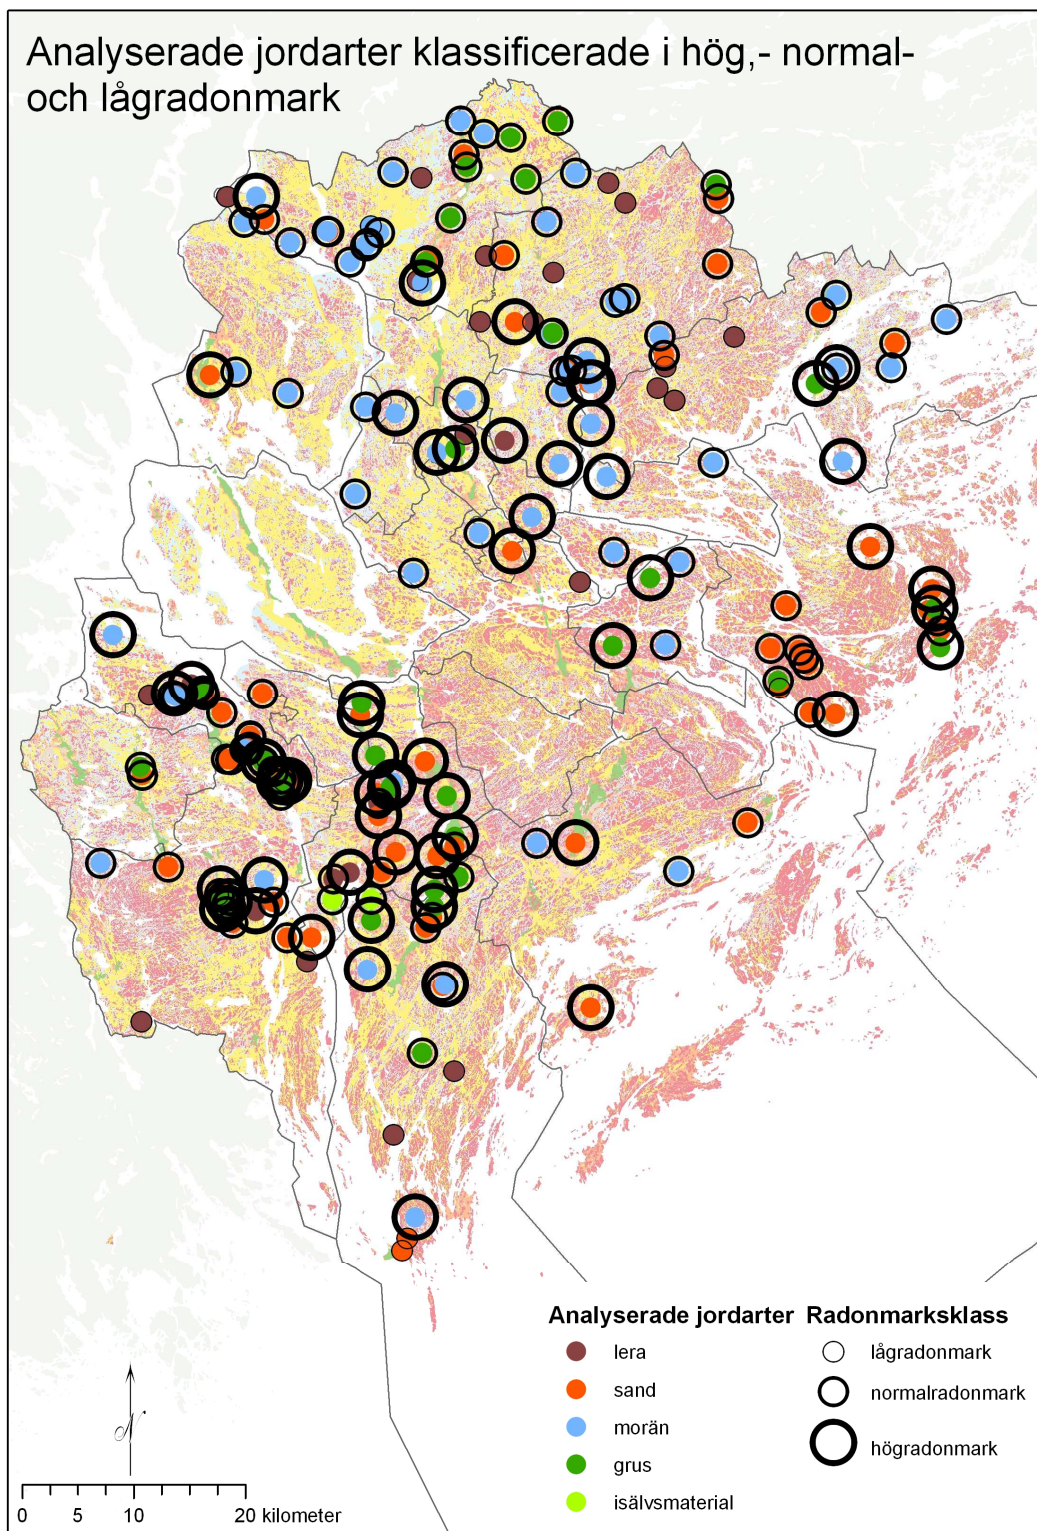 Analyserade jordarter klassificerade i hög,- normal-
och lågradonmark
Analyserade jordarter
lera
sand
morän
grus
isälvsmaterial
Radonmarksklass
lågradonmark
normalradonmark
högradonmark
N
0 5 10 20 kilometer